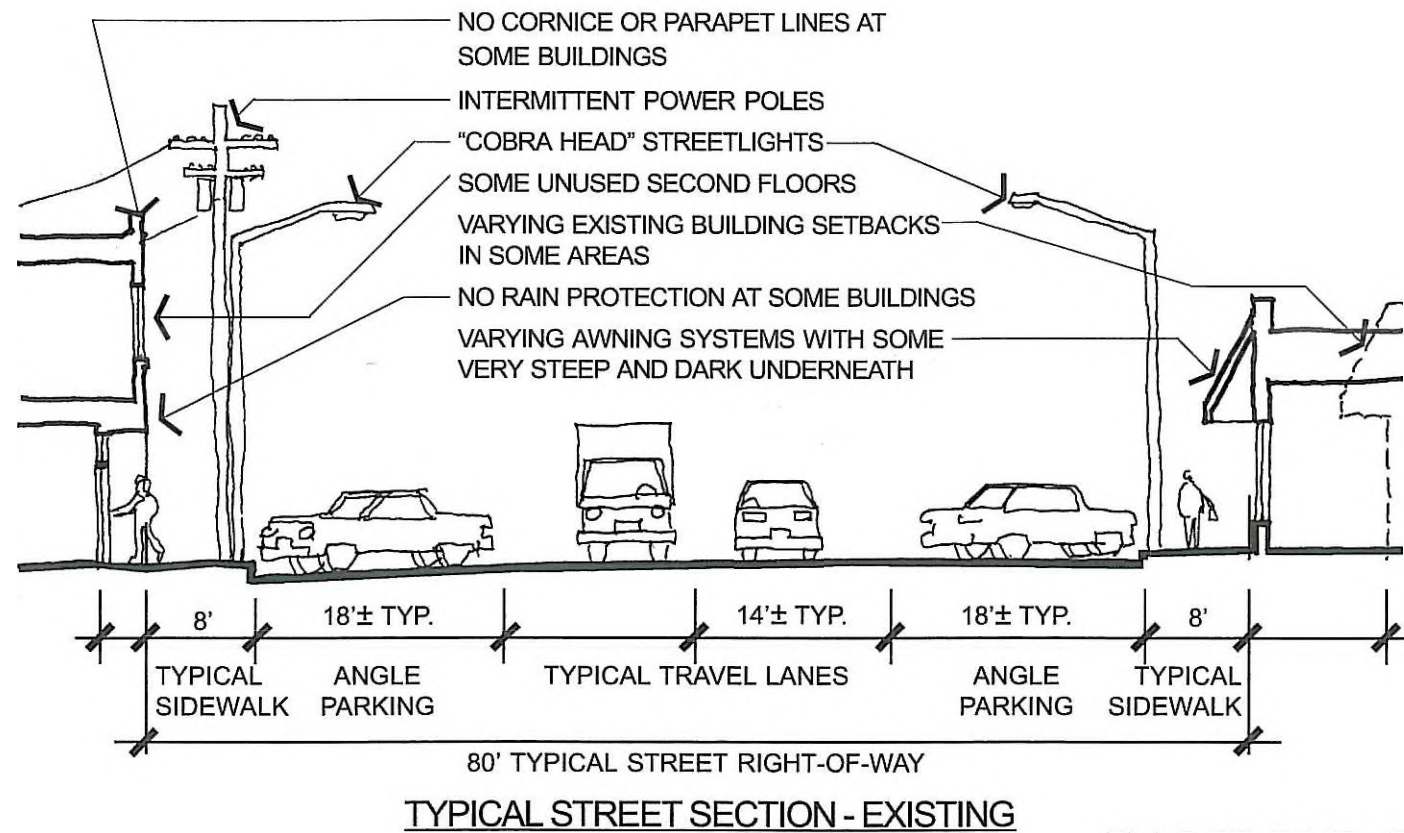 NO CORNICE OR PARAPET LINES AT
SOME BUILDINGS
INTERMITTENT POWER POLES
“COBRA HEAD” STREETLIGHTS
SOME UNUSED SECOND FLOORS
VARYING EXISTING BUILDING SETBACKS
IN SOME AREAS
NO RAIN PROTECTION AT SOME BUILDINGS
VARYING AWNING SYSTEMS WITH SOME
VERY STEEP AND DARK UNDERNEATH
8' 18'± TYP. 14'± TYP. 18'± TYP. 8'
TYPICAL ANGLE TYPICAL TRAVEL LANES ANGLE TYPICAL
SIDEWALK PARKING PARKING SIDEWALK
80' TYPICAL STREET RIGHT-OF-WAY
TYPICAL STREET SECTION - EXISTING